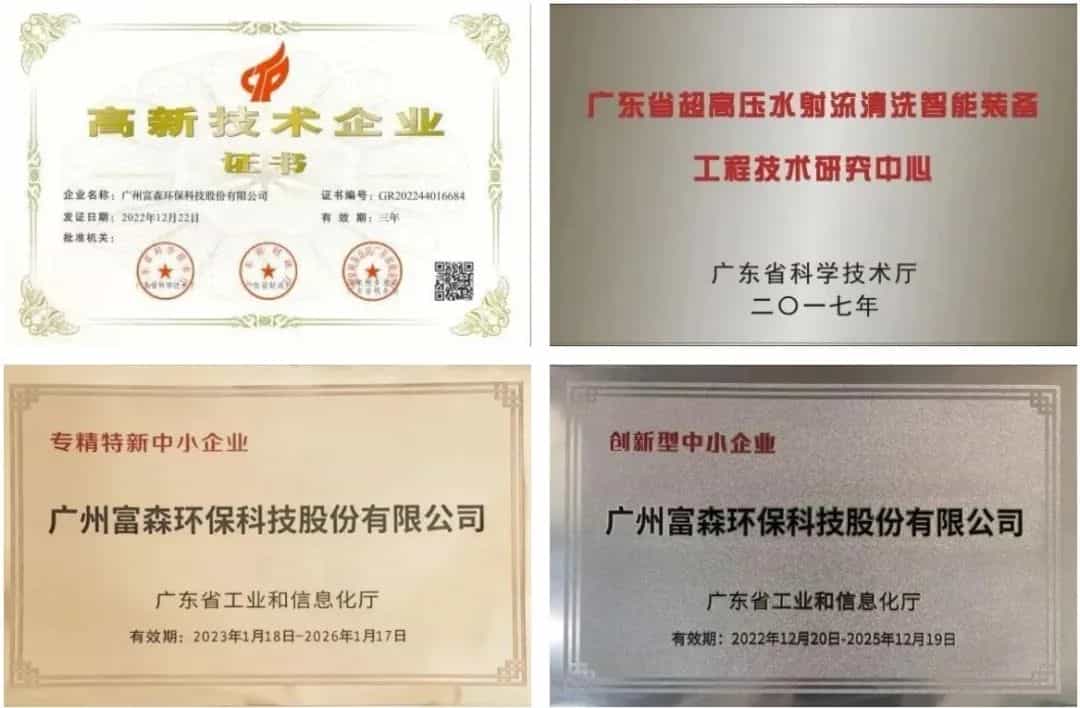 高新技术企业
证书
企业名称：广州富森环保科技股份有限公司
证书编号：GR202244016684
发证日期：2022年12月22日
有 效 期：三年
批准机关：
广东省超高压水射流清洗智能装备
工程技术研究中心
广东省科学技术厅
二〇一七年
专精特新中小企业
广州富森环保科技股份有限公司
广东省工业和信息化厅
有效期：2023年1月18日-2026年1月17日
创新型中小企业
广州富森环保科技股份有限公司
广东省工业和信息化厅
有效期：2022年12月20日-2025年12月19日